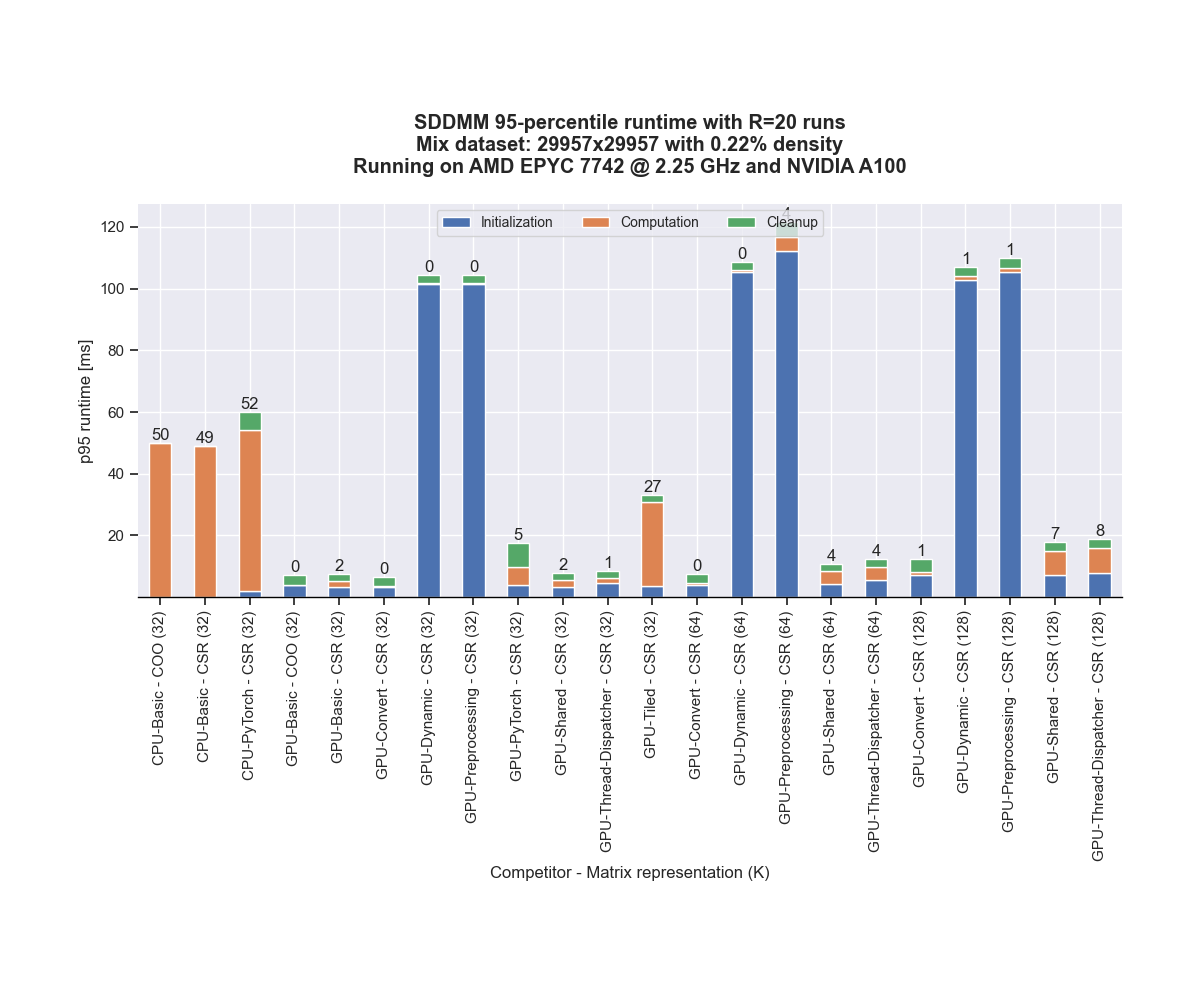 SDDMM 95-percentile runtime with R=20 runs
Mix dataset: 29957x29957 with 0.22% density
Running on AMD EPYC 7742 @ 2.25 GHz and NVIDIA A100
Initialization
Computation
Cleanup
p95 runtime [ms]
120
100
80
60
40
20
50
49
52
0
2
0
0
0
5
2
1
27
0
0
4
4
4
1
1
1
7
8
CPU-Basic - COO (32)
CPU-Basic - CSR (32)
CPU-PyTorch - CSR (32)
GPU-Basic - COO (32)
GPU-Basic - CSR (32)
GPU-Convert - CSR (32)
GPU-Dynamic - CSR (32)
GPU-Preprocessing - CSR (32)
GPU-PyTorch - CSR (32)
GPU-Shared - CSR (32)
GPU-Thread-Dispatcher - CSR (32)
GPU-Tiled - CSR (32)
GPU-Convert - CSR (64)
GPU-Dynamic - CSR (64)
GPU-Preprocessing - CSR (64)
GPU-Shared - CSR (64)
GPU-Thread-Dispatcher - CSR (64)
GPU-Convert - CSR (128)
GPU-Dynamic - CSR (128)
GPU-Preprocessing - CSR (128)
GPU-Shared - CSR (128)
GPU-Thread-Dispatcher - CSR (128)
Competitor - Matrix representation (K)